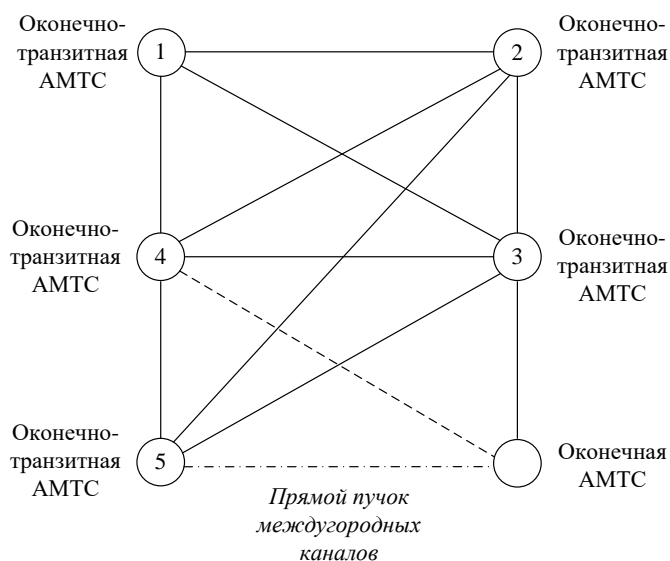 Оконечно-
транзитная
АМТС
1
2
Оконечно-
транзитная
АМТС
Оконечно-
транзитная
АМТС
4
3
Оконечно-
транзитная
АМТС
Оконечно-
транзитная
АМТС
5
Оконечная
АМТС
Прямой пучок
междугородных
каналов